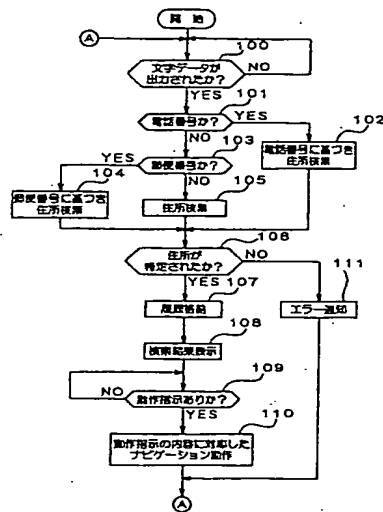 開始
A
100
文字データが
出力されたか？
NO
YES
101
電話番号か？
YES
NO
102
電話番号に基づき
住所検索
103
郵便番号か？
YES
NO
104
郵便番号に基づき
住所検索
105
住所検索
106
住所が
特定されたか？
NO
YES
107
履歴格納
111
エラー通知
108
検索結果表示
109
動作指示ありか？
NO
YES
110
動作指示の内容に対応した
ナビゲーション動作
A